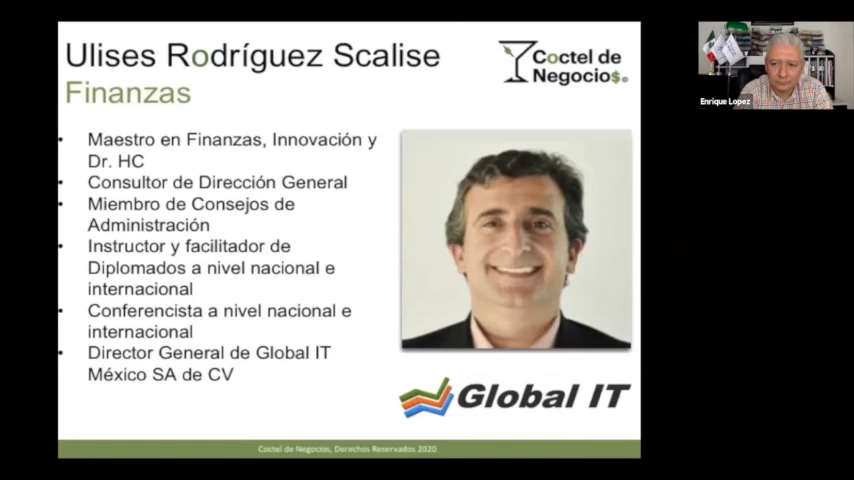 Ulises Rodríguez Scalise
Finanzas
Coctel de
Negocio$
• Maestro en Finanzas, Innovación y
Dr. HC
• Consultor de Dirección General
• Miembro de Consejos de
Administración
• Instructor y facilitador de
Diplomados a nivel nacional e
internacional
• Conferencista a nivel nacional e
internacional
• Director General de Global IT
México SA de CV
Global IT
Coctel de Negocios, Derechos Reservados 2020
Enrique Lopez